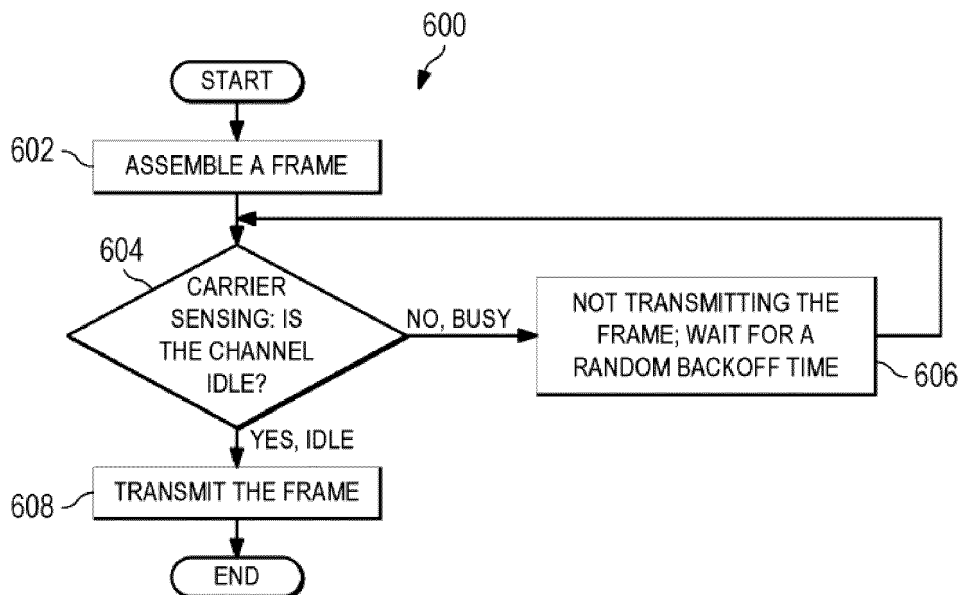 600
START
602
ASSEMBLE A FRAME
604
CARRIER
SENSING: IS
THE CHANNEL
IDLE?
NO, BUSY
NOT TRANSMITTING THE
FRAME; WAIT FOR A
RANDOM BACKOFF TIME
606
YES, IDLE
608
TRANSMIT THE FRAME
END